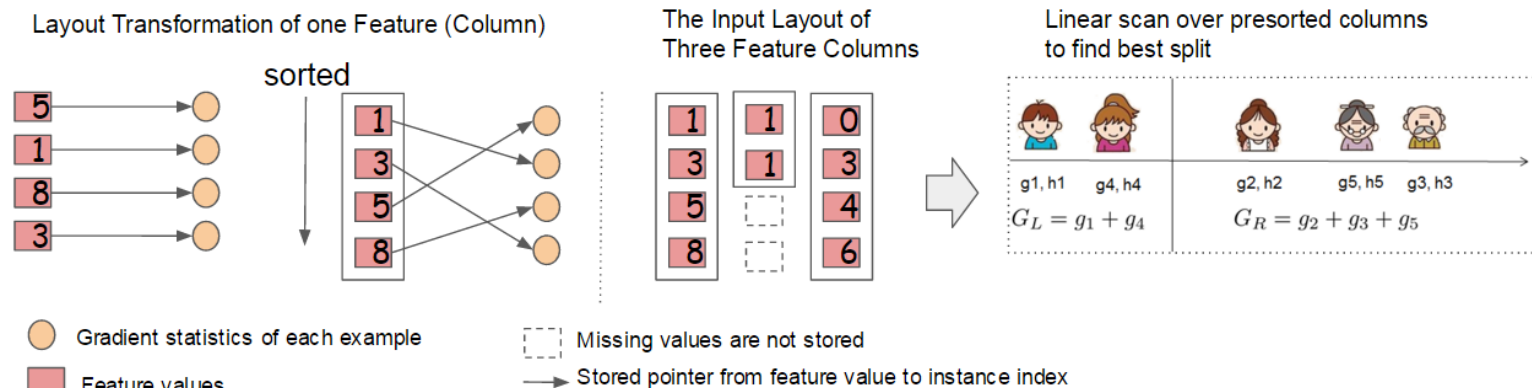 Layout Transformation of one Feature (Column)
The Input Layout of
Three Feature Columns
Linear scan over presorted columns
to find best split
sorted
5
1
8
3
1
3
5
8
1
3
5
8
1
1
0
3
4
6
g1, h1
g4, h4
g2, h2
g5, h5
g3, h3
G_L = g_1 + g_4
G_R = g_2 + g_3 + g_5
Gradient statistics of each example
Missing values are not stored
Feature values
Stored pointer from feature value to instance index